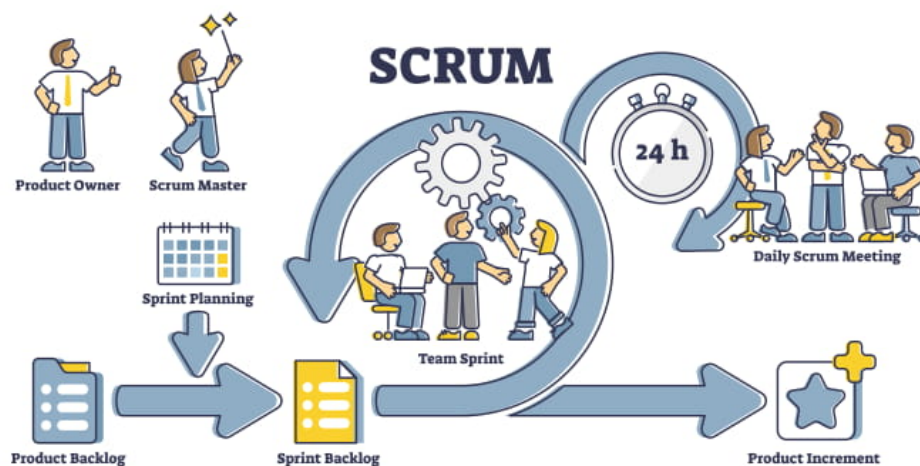 SCRUM
Product Owner
Scrum Master
24 h
Sprint Planning
Daily Scrum Meeting
Team Sprint
Product Backlog
Sprint Backlog
Product Increment